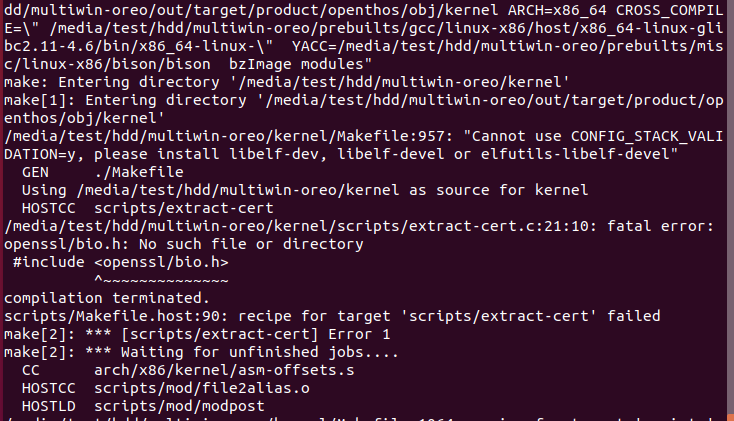 dd/multiwin-oreo/out/target/product/openthos/obj/kernel ARCH=x86_64 CROSS_COMPIL
E=\" /media/test/hdd/multiwin-oreo/prebuilts/gcc/linux-x86/host/x86_64-linux-gli
bc2.11-4.6/bin/x86_64-linux-\"  YACC=/media/test/hdd/multiwin-oreo/prebuilts/mis
c/linux-x86/bison/bison  bzImage modules"
make: Entering directory '/media/test/hdd/multiwin-oreo/kernel'
make[1]: Entering directory '/media/test/hdd/multiwin-oreo/out/target/product/op
enthos/obj/kernel'
/media/test/hdd/multiwin-oreo/kernel/Makefile:957: "Cannot use CONFIG_STACK_VALI
DATION=y, please install libelf-dev, libelf-devel or elfutils-libelf-devel"
  GEN     ./Makefile
  Using /media/test/hdd/multiwin-oreo/kernel as source for kernel
  HOSTCC  scripts/extract-cert
/media/test/hdd/multiwin-oreo/kernel/scripts/extract-cert.c:21:10: fatal error:
openssl/bio.h: No such file or directory
 #include <openssl/bio.h>
          ^~~~~~~~~~~~~~~
compilation terminated.
scripts/Makefile.host:90: recipe for target 'scripts/extract-cert' failed
make[2]: *** [scripts/extract-cert] Error 1
make[2]: *** Waiting for unfinished jobs....
  CC      arch/x86/kernel/asm-offsets.s
  HOSTCC  scripts/mod/file2alias.o
  HOSTLD  scripts/mod/modpost